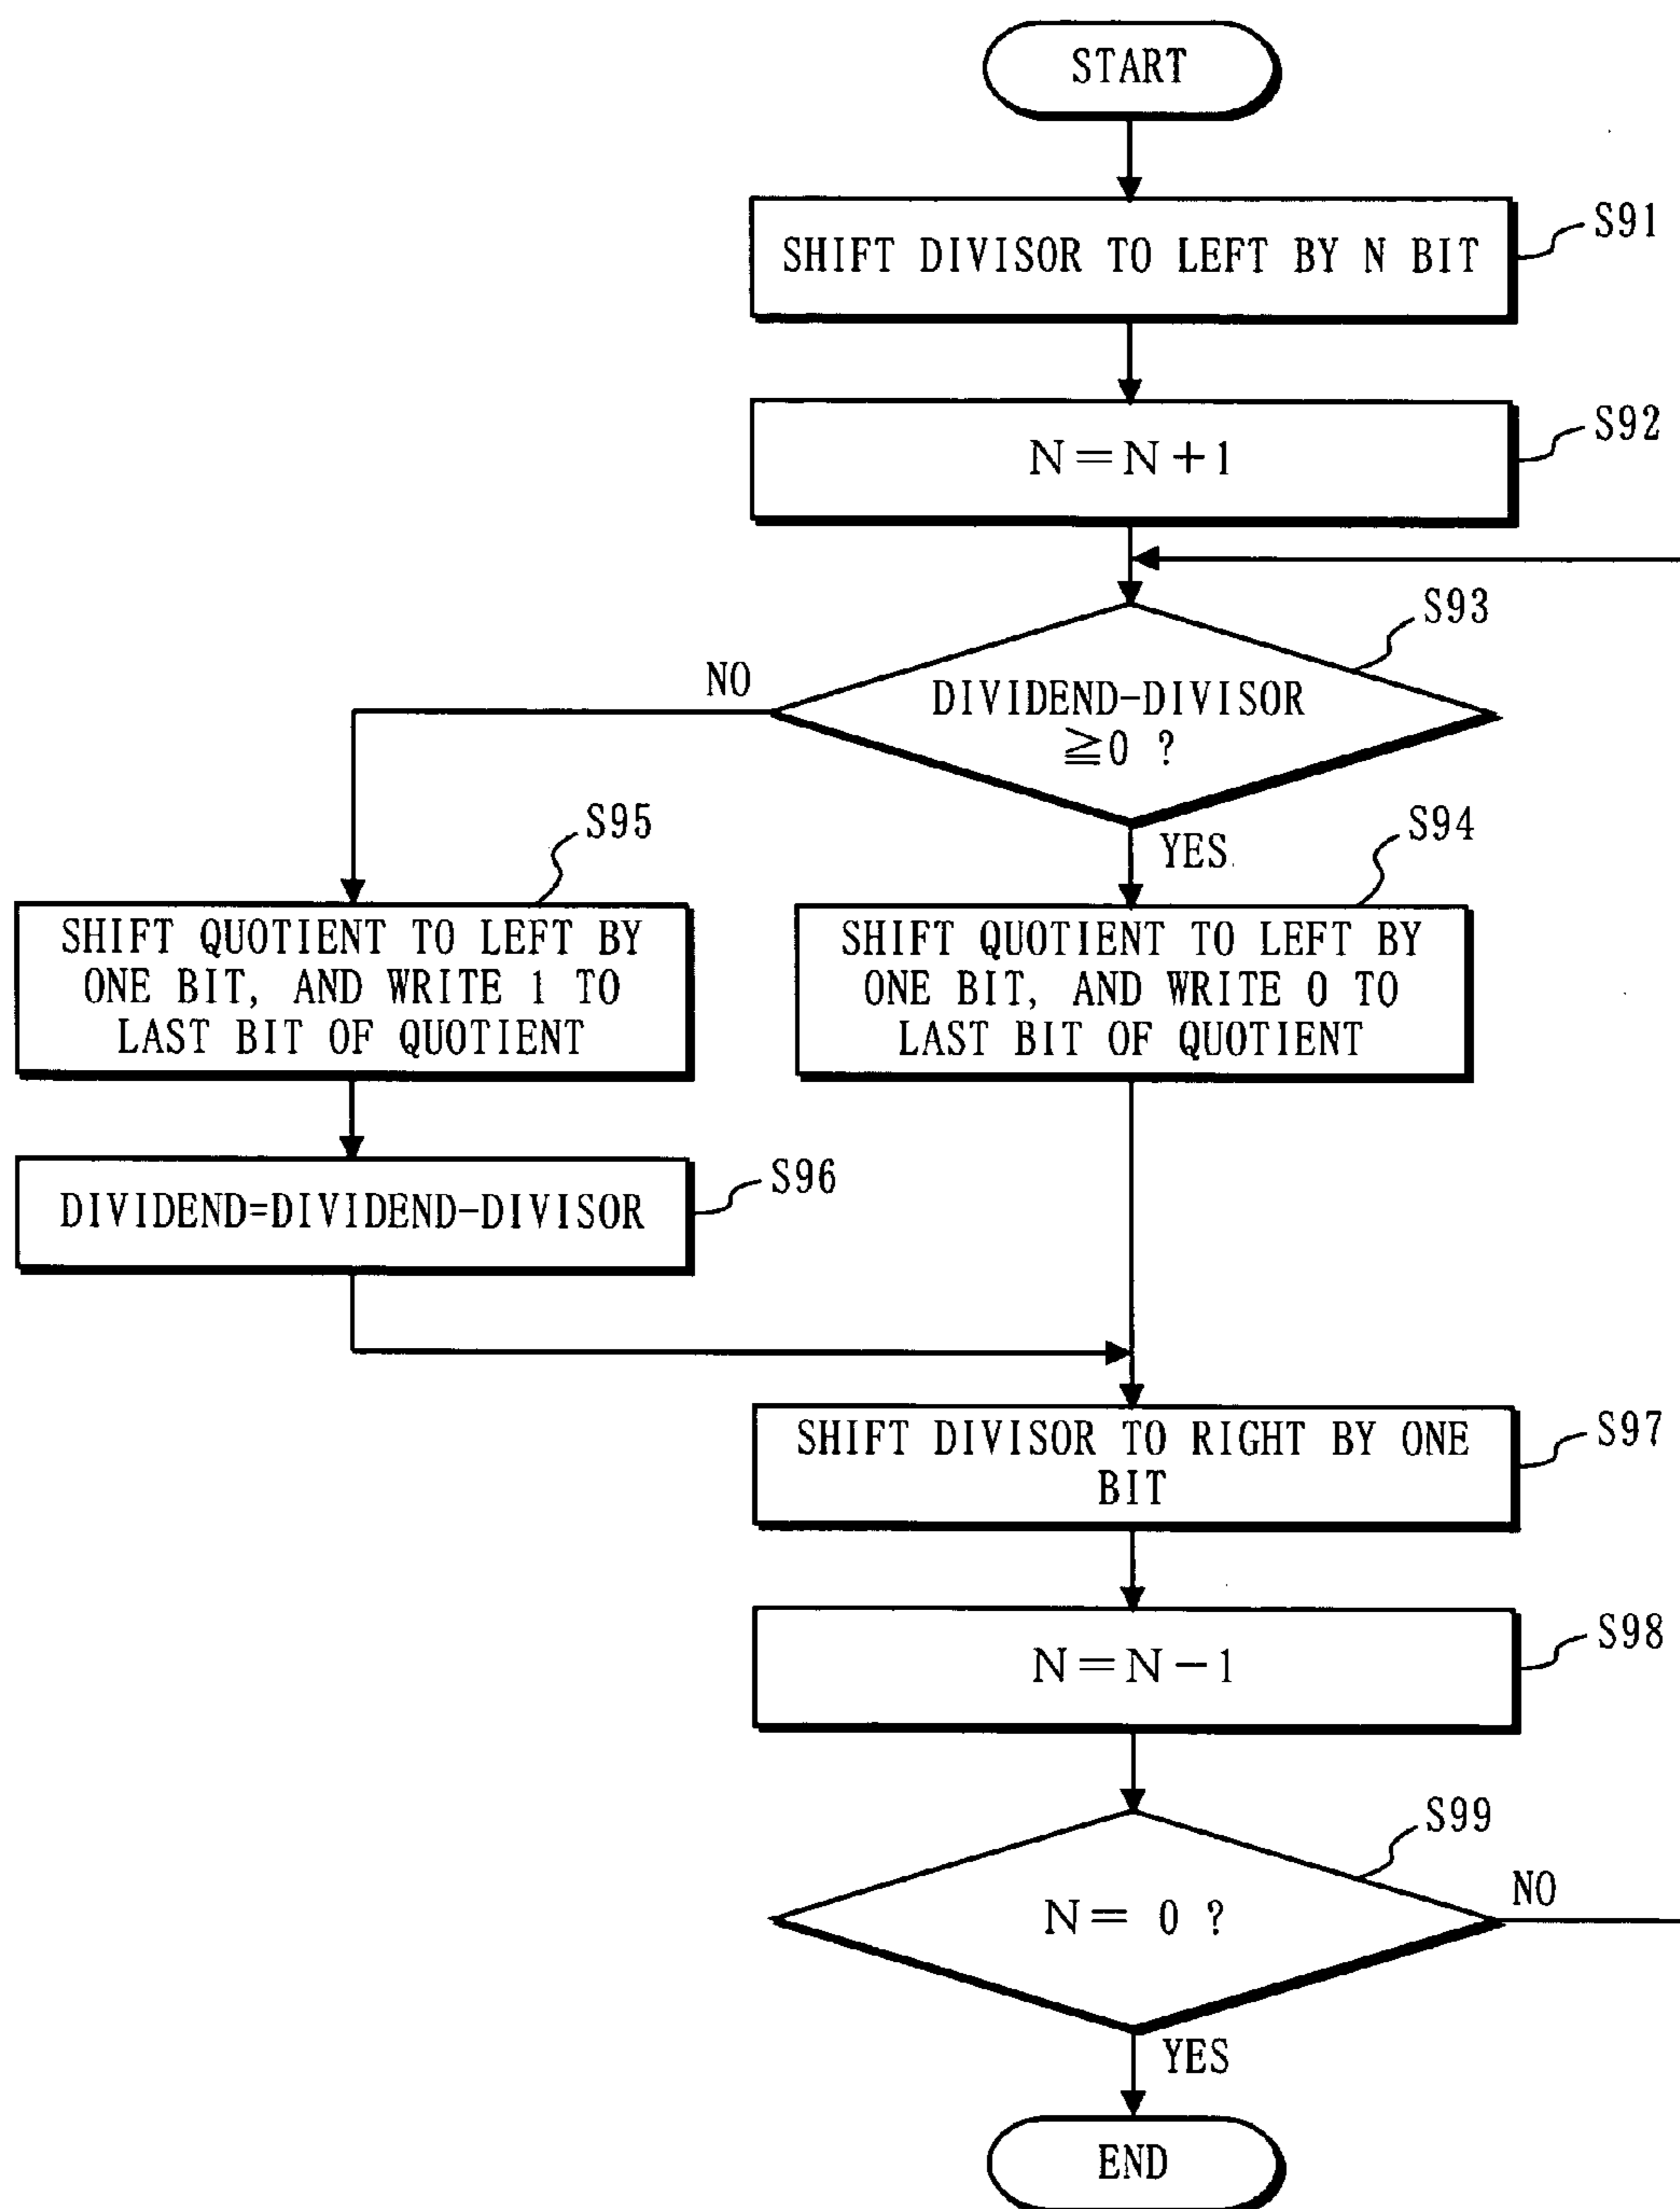 START
SHIFT DIVISOR TO LEFT BY N BIT
S91
N=N+1
S92
DIVIDEND-DIVISOR
≧0 ?
S93
NO
YES
S95
SHIFT QUOTIENT TO LEFT BY
ONE BIT, AND WRITE 1 TO
LAST BIT OF QUOTIENT
S94
SHIFT QUOTIENT TO LEFT BY
ONE BIT, AND WRITE 0 TO
LAST BIT OF QUOTIENT
DIVIDEND=DIVIDEND-DIVISOR
S96
SHIFT DIVISOR TO RIGHT BY ONE
BIT
S97
N=N-1
S98
N= 0 ?
S99
NO
YES
END